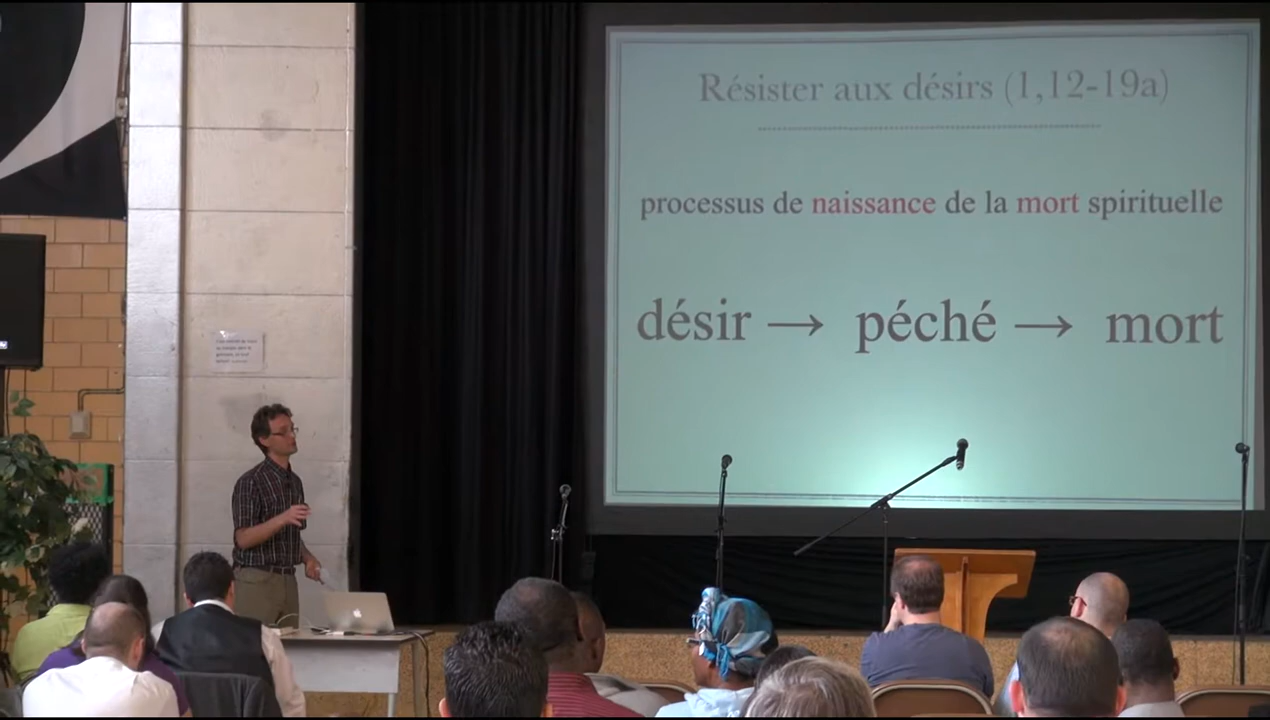 Résister aux désirs (1,12-19a)
processus de naissance de la mort spirituelle
désir → péché → mort